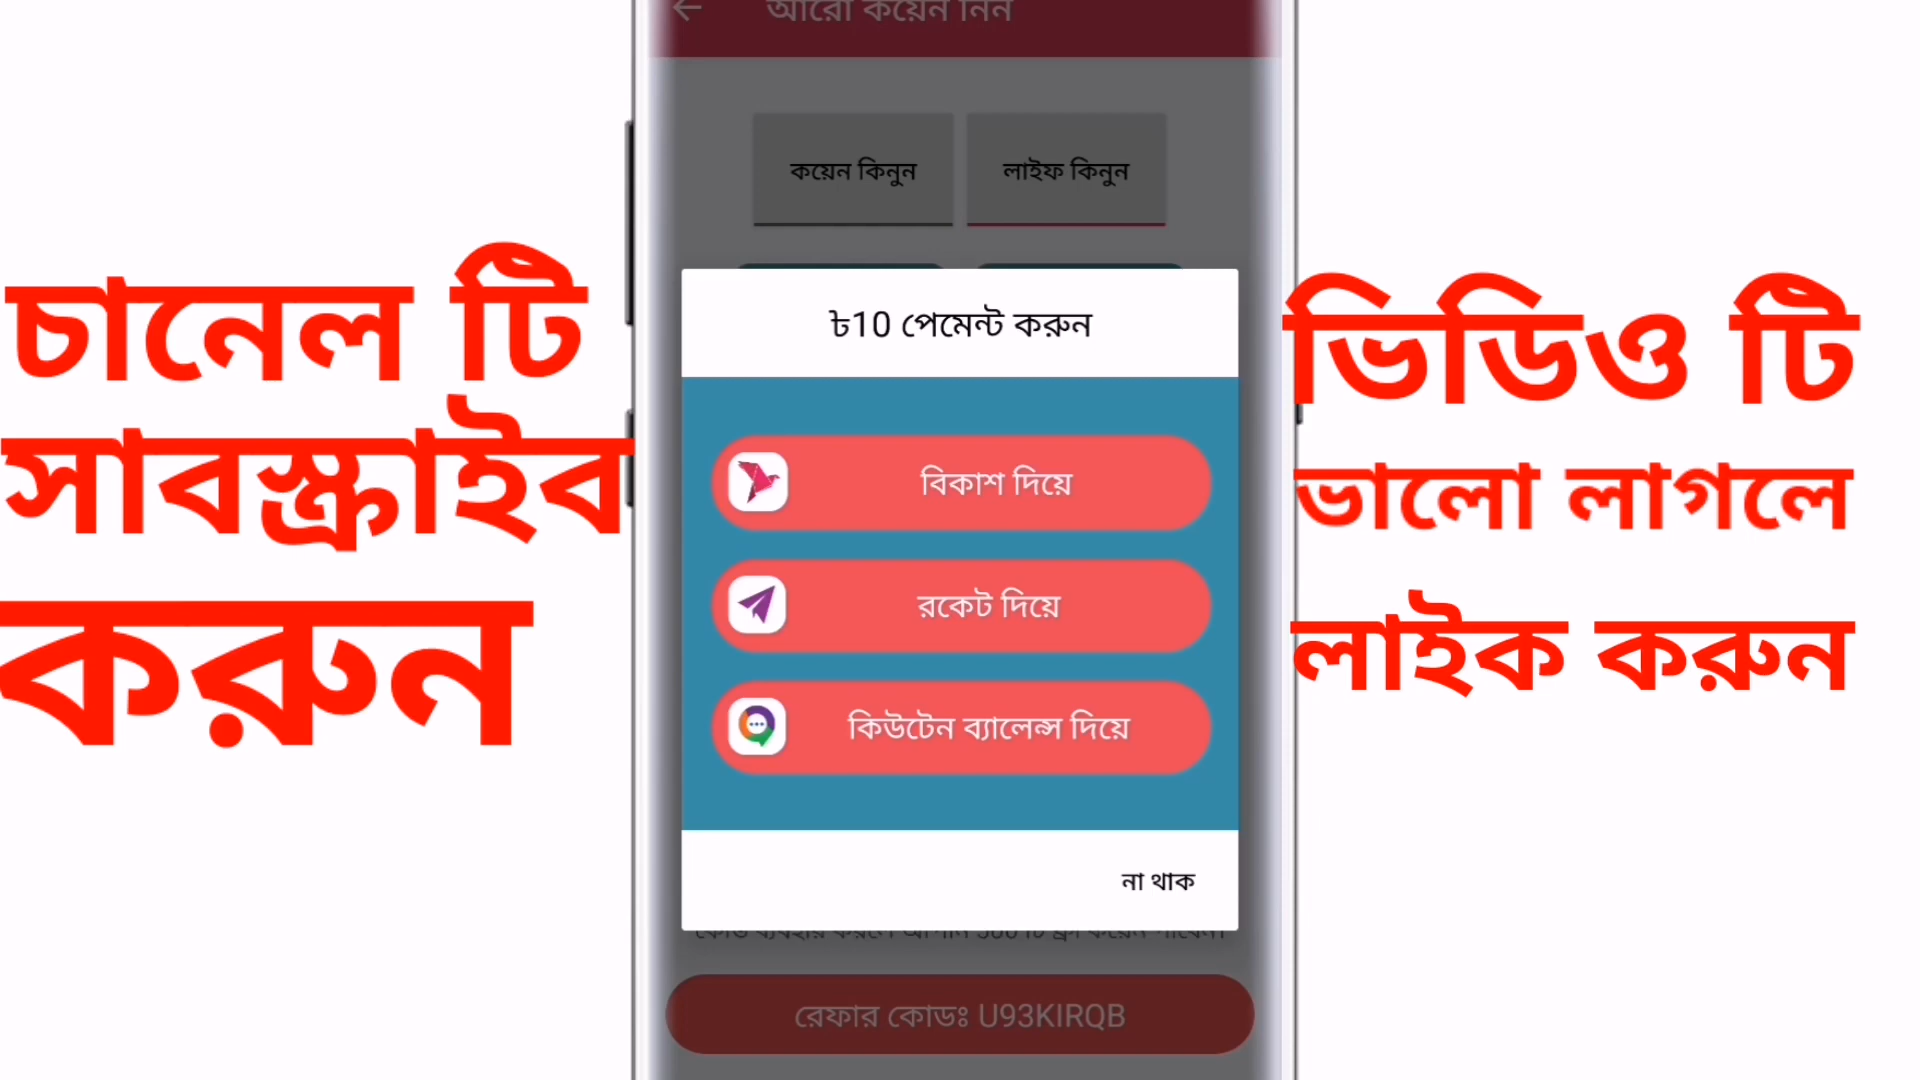 আরো কয়েন নিন
কয়েন কিনুন
লাইফ কিনুন
চানেল টি
সাবস্ক্রাইব
করুন
৳10 পেমেন্ট করুন
বিকাশ দিয়ে
রকেট দিয়ে
কিউটেন ব্যালেন্স দিয়ে
না থাক
রেফার কোডঃ U93KIRQB
ভিডিও টি
ভালো লাগলে
লাইক করুন